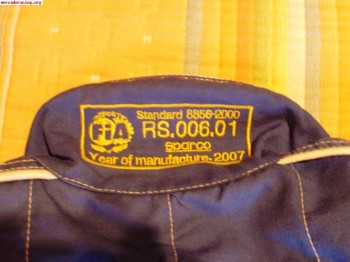 mercadoracing.org
FiA
Standard 8856-2000
RS.006.01
sparco
Year of manufacture-2007